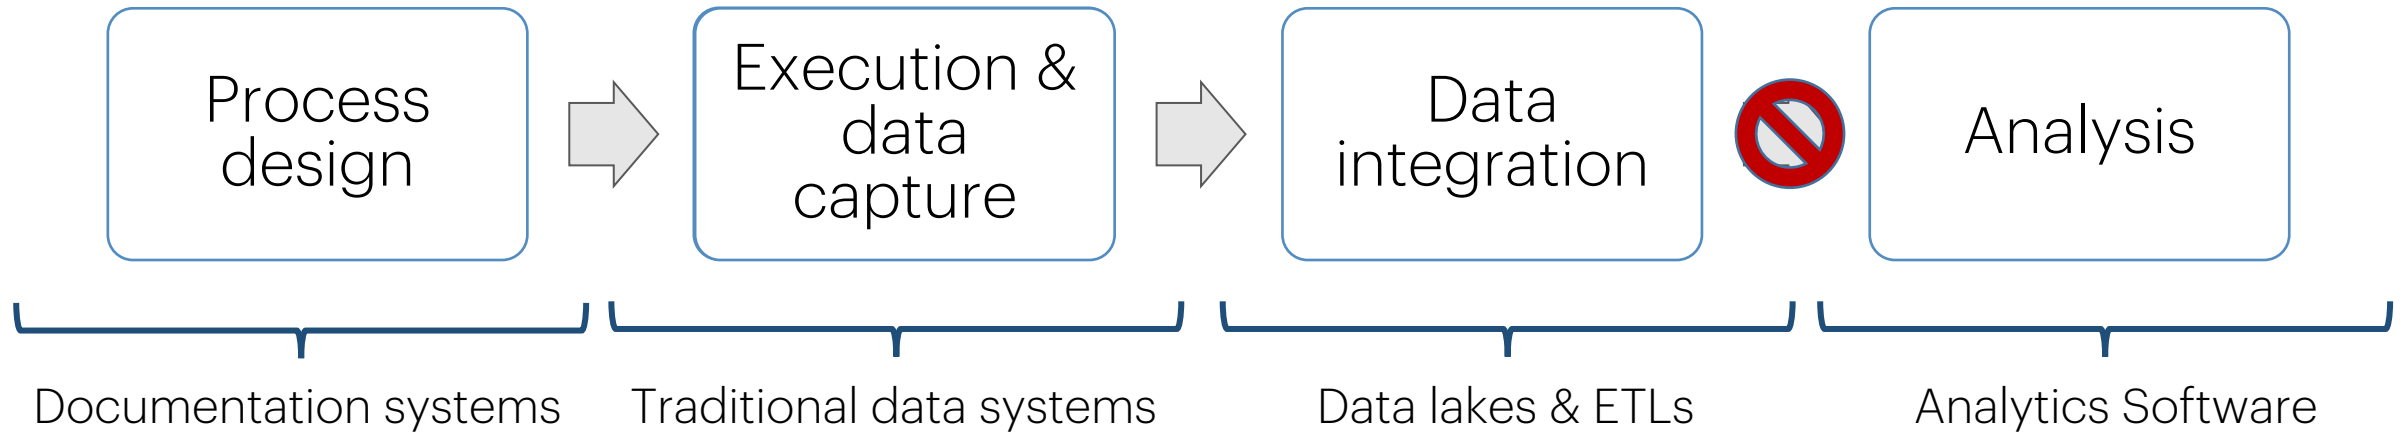 Process
design
Execution &
data
capture
Data
integration
Analysis
Documentation systems
Traditional data systems
Data lakes & ETLs
Analytics Software